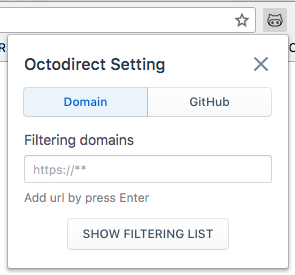 Octodirect Setting
Domain
GitHub
Filtering domains
https://**
Add url by press Enter
SHOW FILTERING LIST